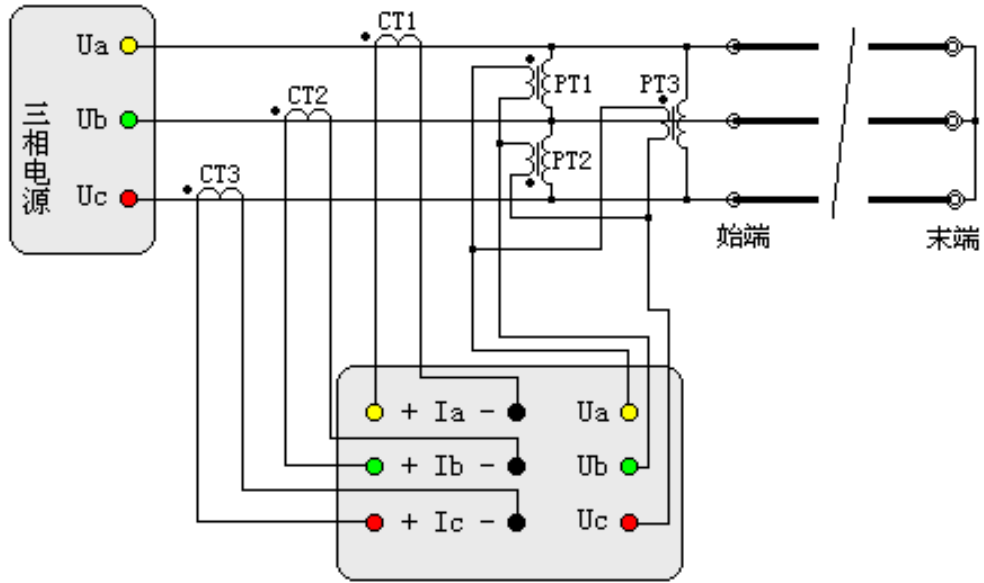 CT1
Ua
CT2
PT1
PT3
三相电源
Ub
CT3
PT2
Uc
始端
末端
+ Ia -
Ua
+ Ib -
Ub
+ Ic -
Uc